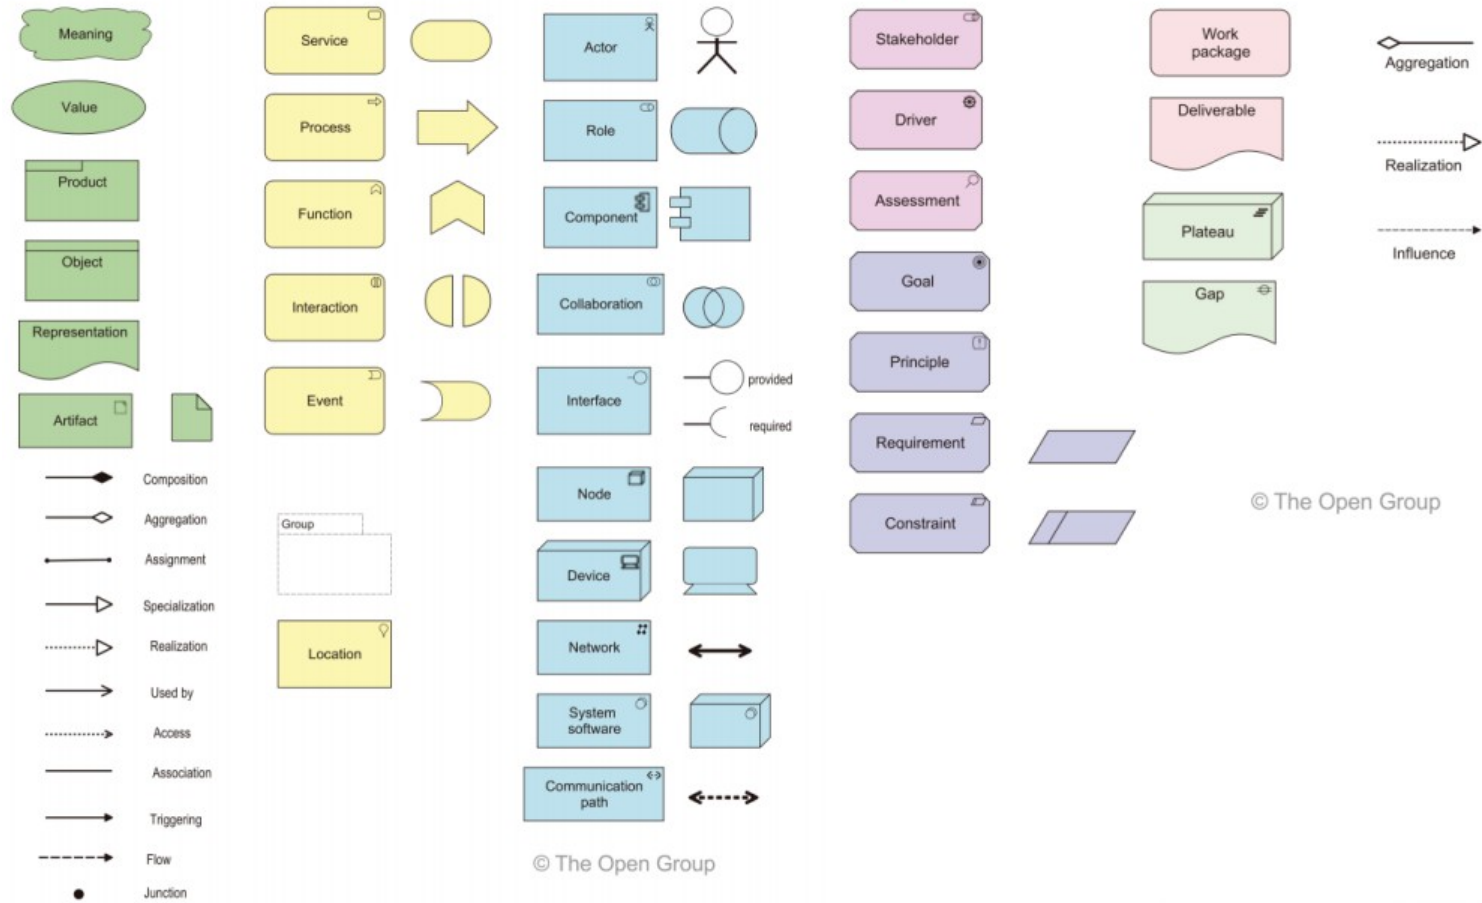 Meaning
Value
Product
Object
Representation
Artifact
Composition
Aggregation
Assignment
Specialization
Realization
Used by
Access
Association
Triggering
Flow
Junction
Service
Process
Function
Interaction
Event
Group
Location
Actor
Role
Component
Collaboration
Interface
provided
required
Node
Device
Network
System
software
Communication
path
© The Open Group
Stakeholder
Driver
Assessment
Goal
Principle
Requirement
Constraint
Work
package
Deliverable
Plateau
Gap
Aggregation
Realization
Influence
© The Open Group